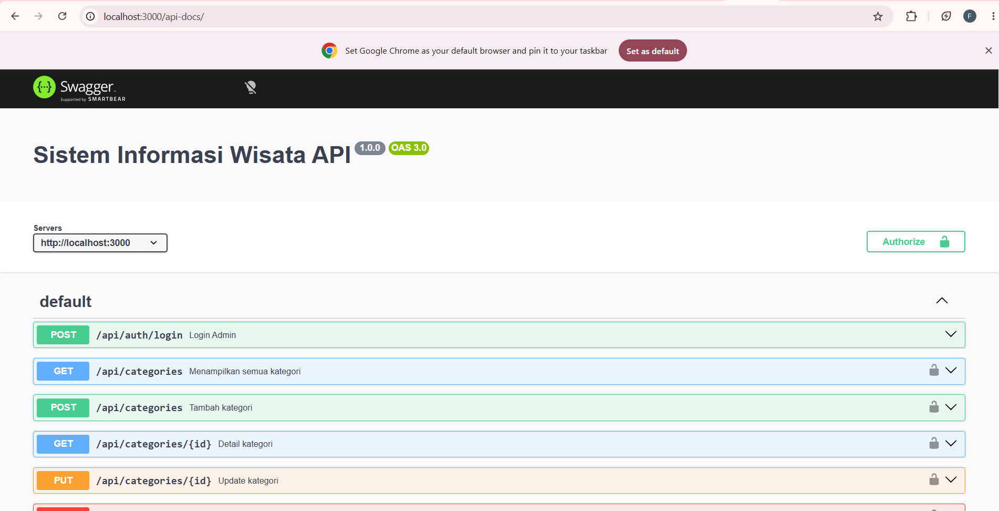 localhost:3000/api-docs/
F
Set Google Chrome as your default browser and pin it to your taskbar
Set as default
{···} Swagger
Supported by SMARTBEAR
Sistem Informasi Wisata API 1.0.0 OAS 3.0
Servers
http://localhost:3000
Authorize
default
POST /api/auth/login Login Admin
GET /api/categories Menampilkan semua kategori
POST /api/categories Tambah kategori
GET /api/categories/{id} Detail kategori
PUT /api/categories/{id} Update kategori